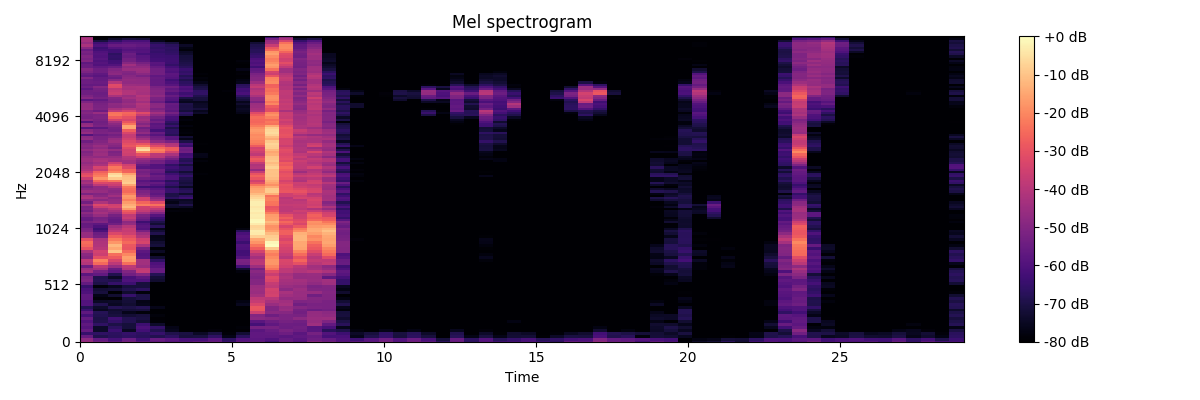 Mel spectrogram
Hz
8192
4096
2048
1024
512
0
0 5 10 15 20 25
Time
+0 dB
-10 dB
-20 dB
-30 dB
-40 dB
-50 dB
-60 dB
-70 dB
-80 dB